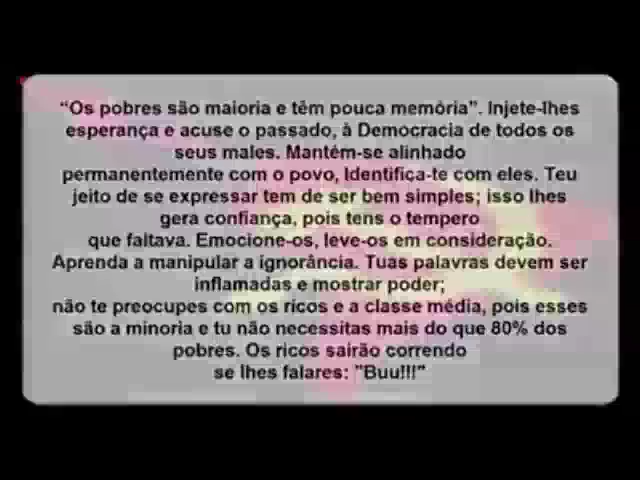 “Os pobres são maioria e têm pouca memória”. Injete-lhes
esperança e acuse o passado, à Democracia de todos os
seus males. Mantém-se alinhado
permanentemente com o povo, Identifica-te com eles. Teu
jeito de se expressar tem de ser bem simples; isso lhes
gera confiança, pois tens o tempero
que faltava. Emocione-os, leve-os em consideração.
Aprenda a manipular a ignorância. Tuas palavras devem ser
inflamadas e mostrar poder;
não te preocupes com os ricos e a classe média, pois esses
são a minoria e tu não necessitas mais do que 80% dos
pobres. Os ricos sairão correndo
se lhes falares: "Buu!!!"